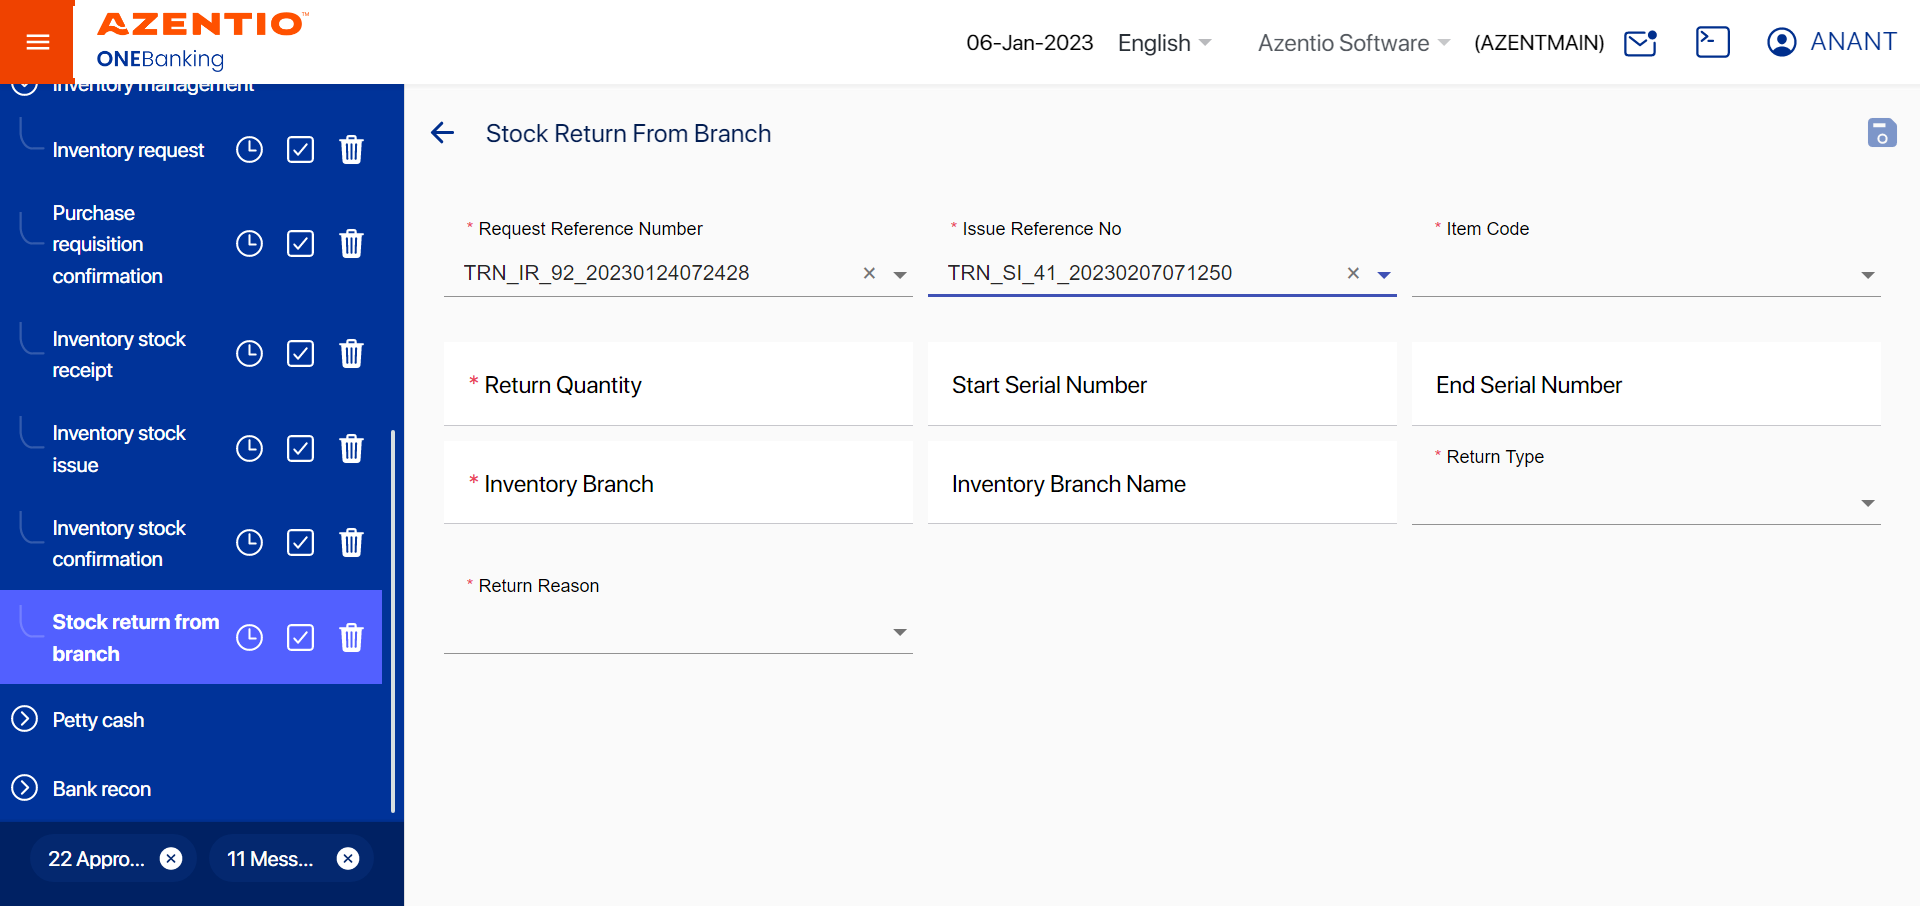 AZENTIO™
ONEBanking
06-Jan-2023
English
Azentio Software
(AZENTMAIN)
ANANT
Inventory management
Inventory request
Purchase
requisition
confirmation
Inventory stock
receipt
Inventory stock
issue
Inventory stock
confirmation
Stock return from
branch
Petty cash
Bank recon
22 Appro...
11 Mess...
Stock Return From Branch
* Request Reference Number
TRN_IR_92_20230124072428
* Issue Reference No
TRN_SI_41_20230207071250
* Item Code
* Return Quantity
Start Serial Number
End Serial Number
* Inventory Branch
Inventory Branch Name
* Return Type
* Return Reason